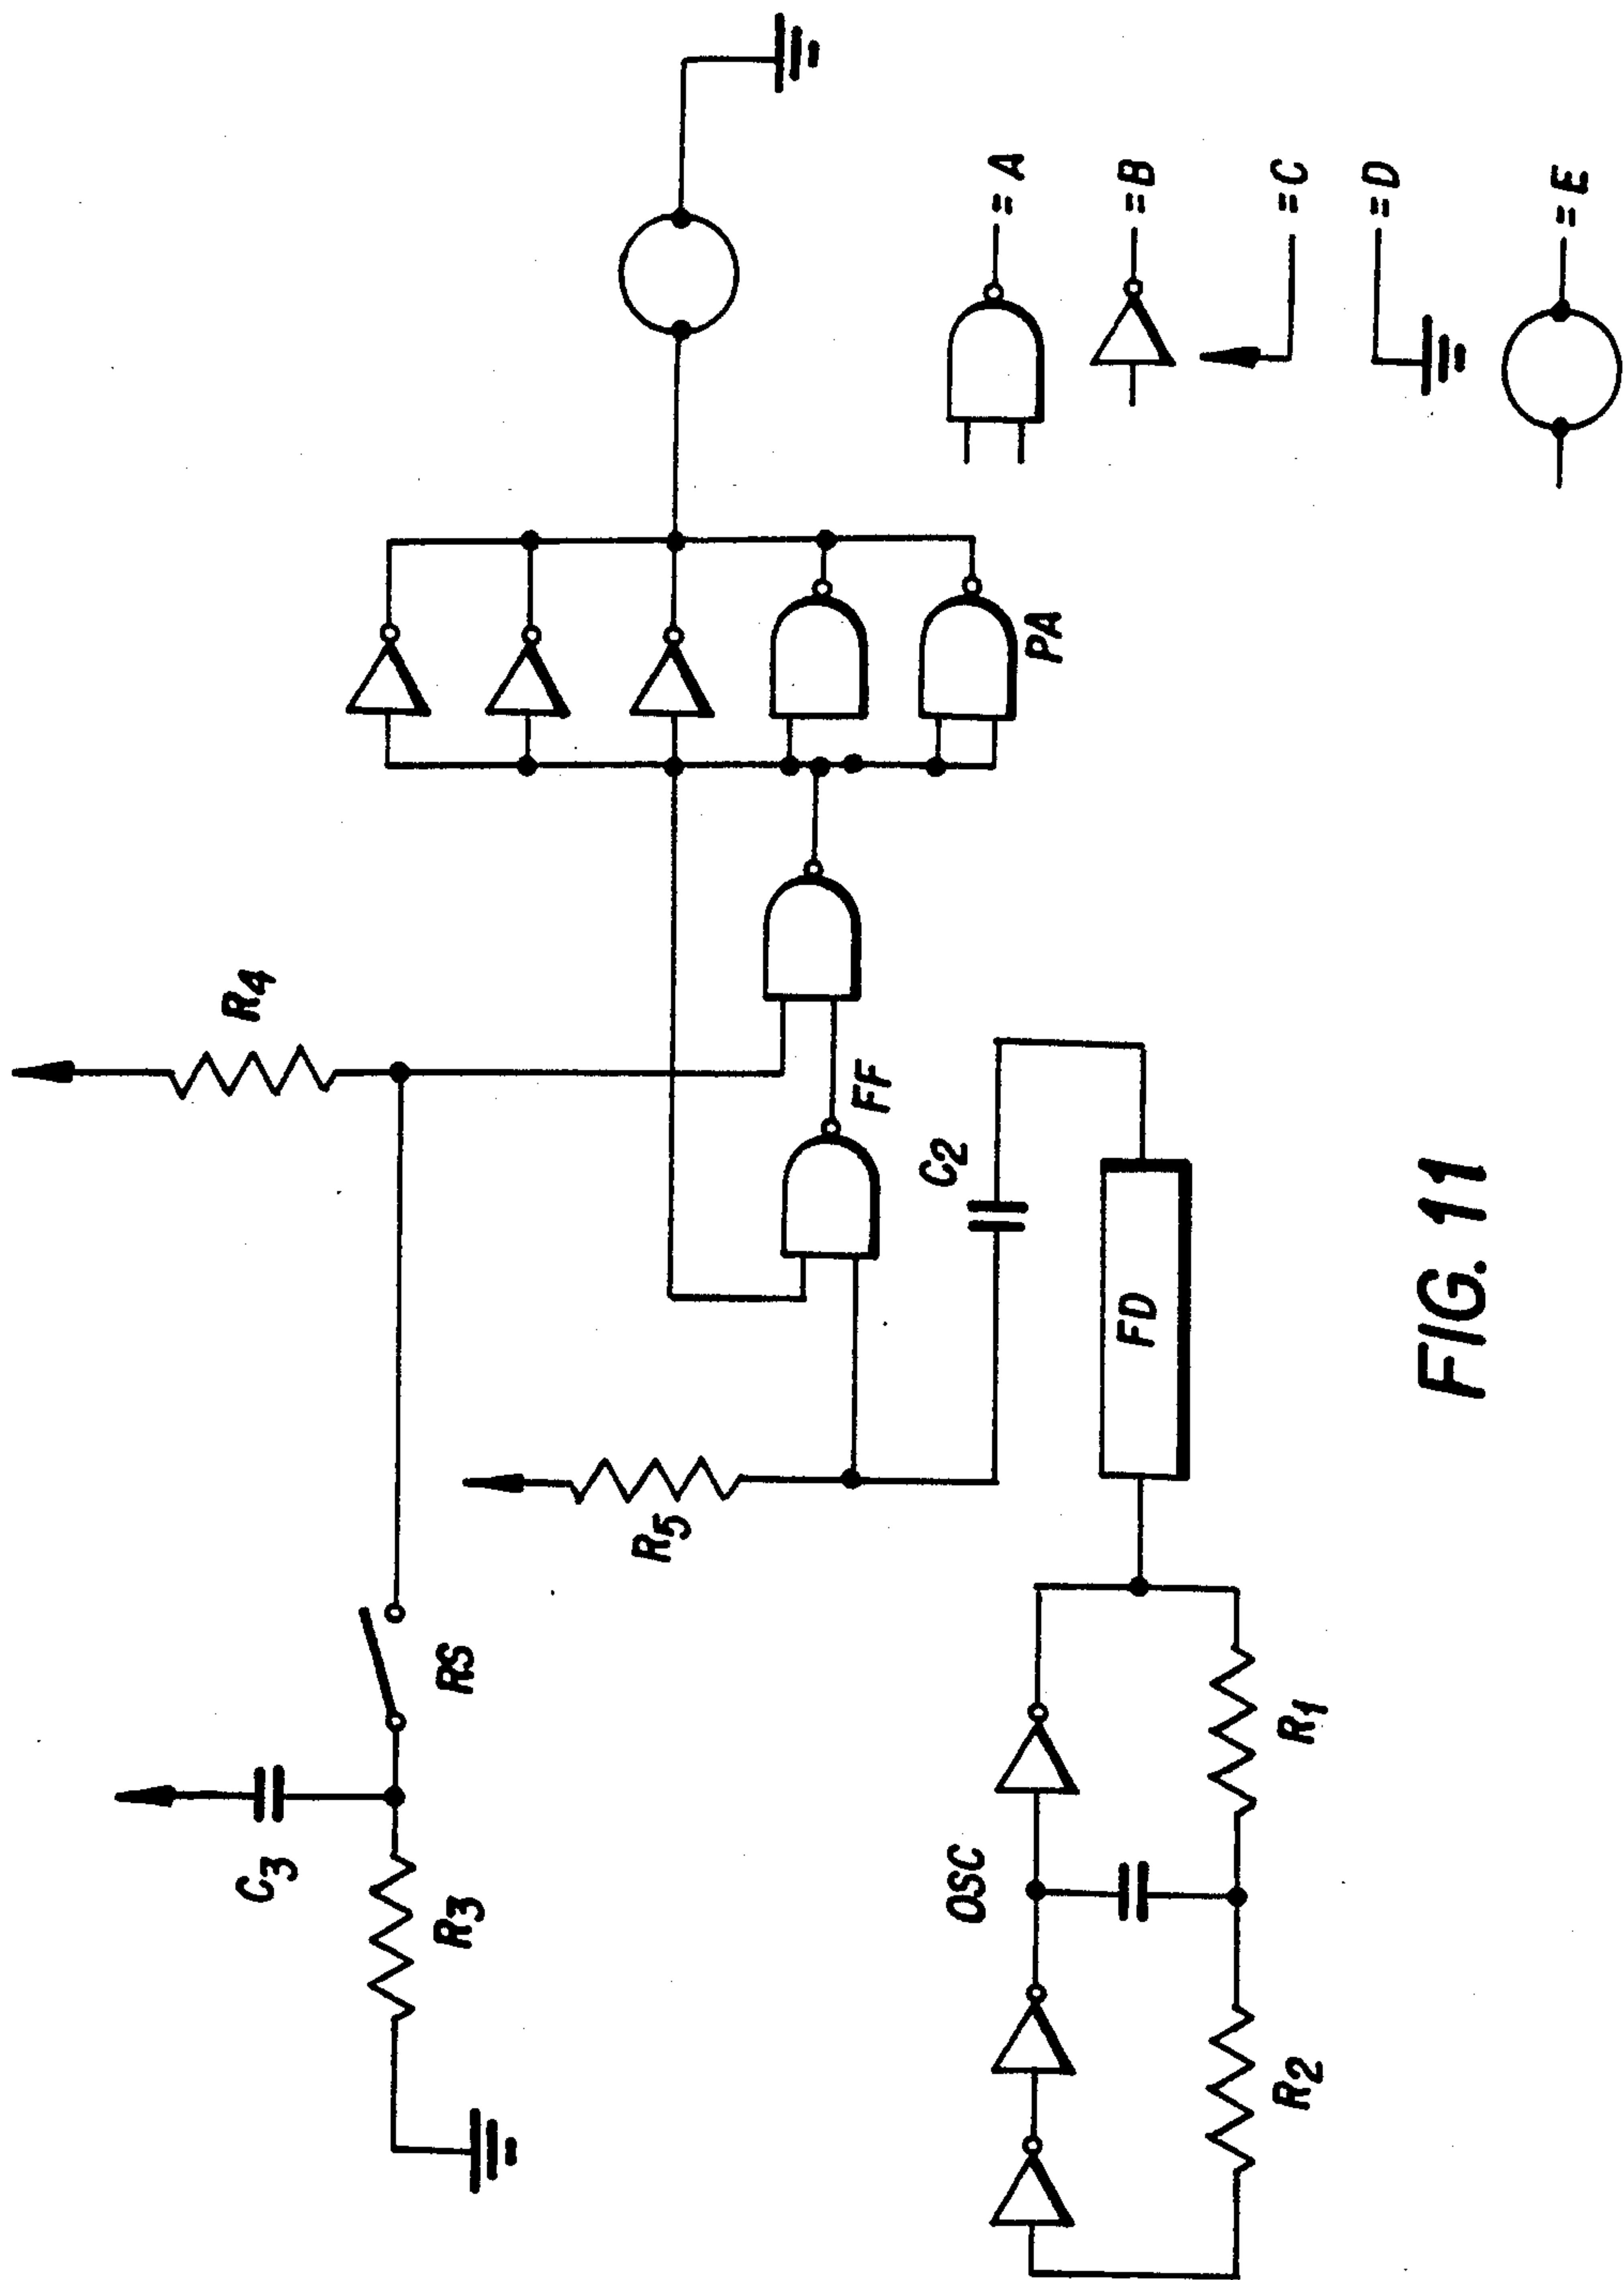 C3
R3
RS
R4
R5
OSC
R1
R2
FD
C2
FF
PA
= A
= B
= C
= D
= E
FIG. 11